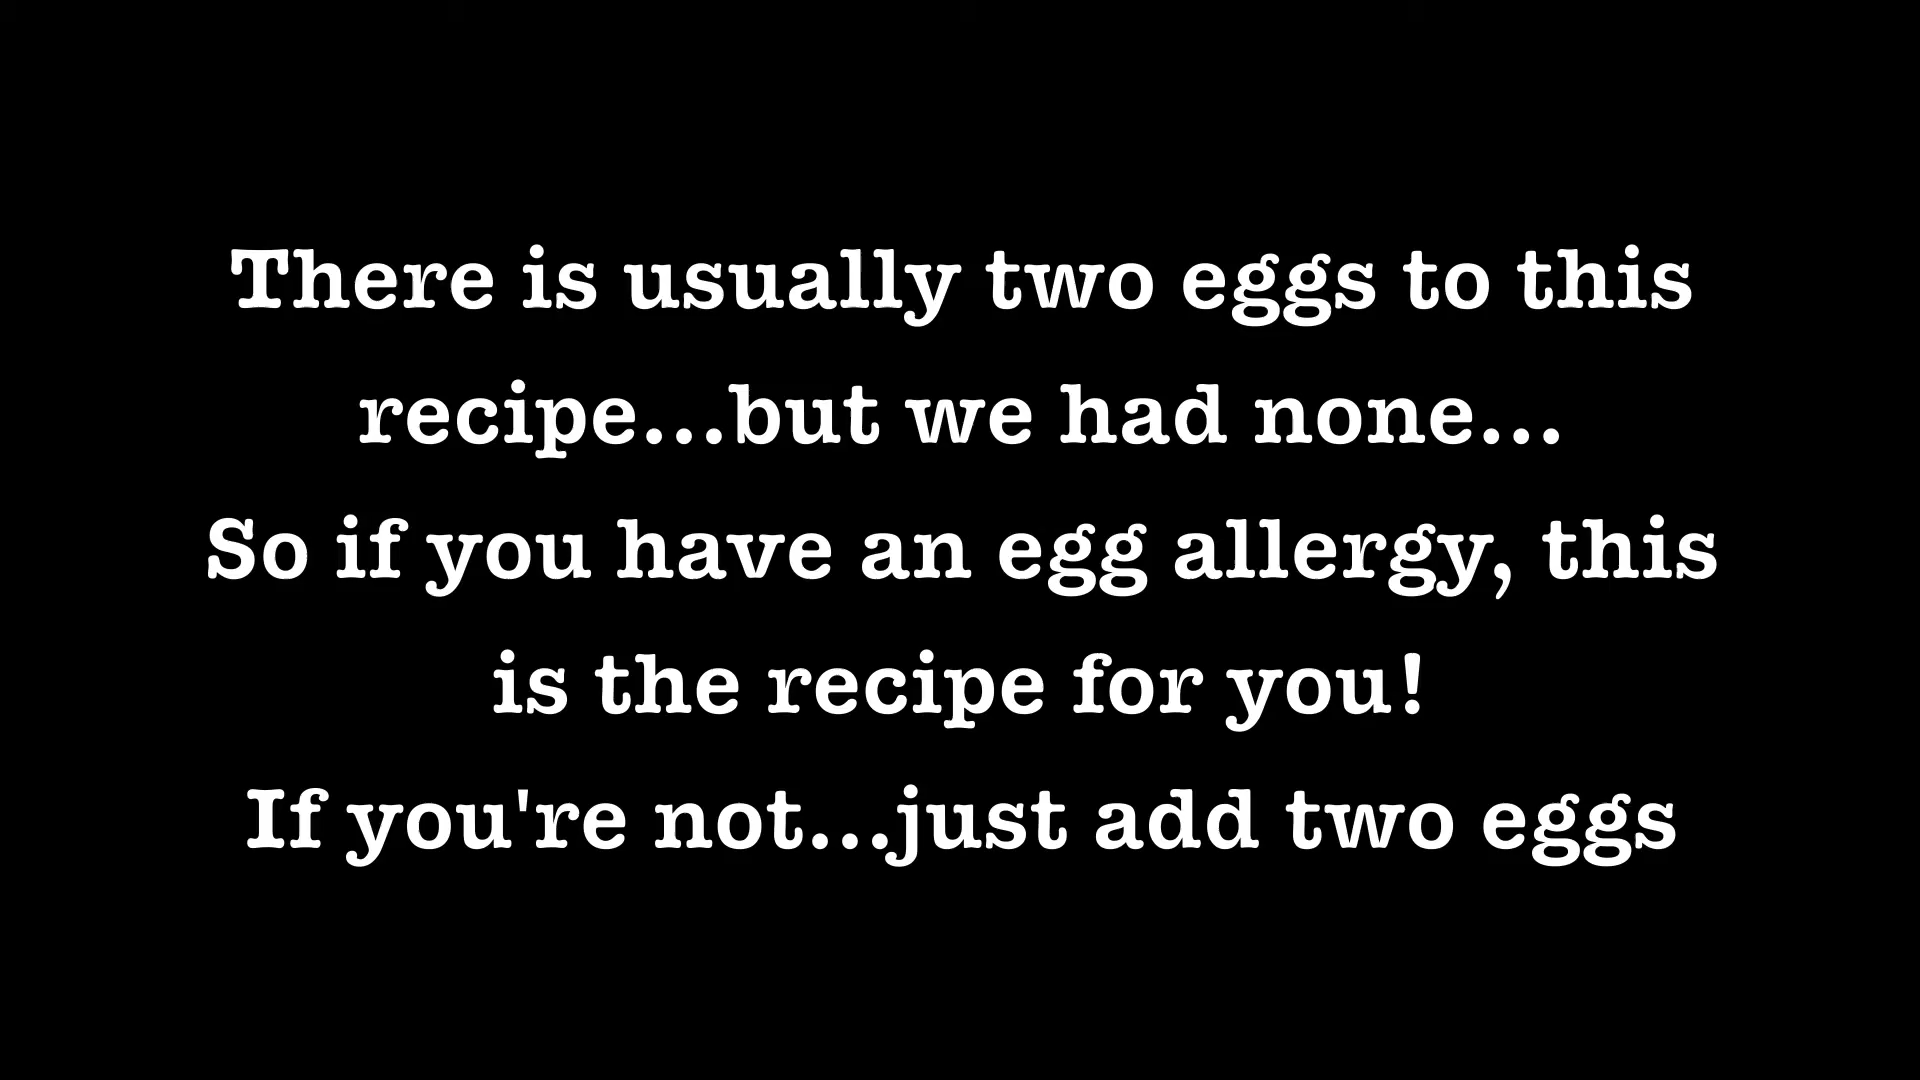 There is usually two eggs to this
recipe...but we had none...
So if you have an egg allergy, this
is the recipe for you!
If you're not...just add two eggs